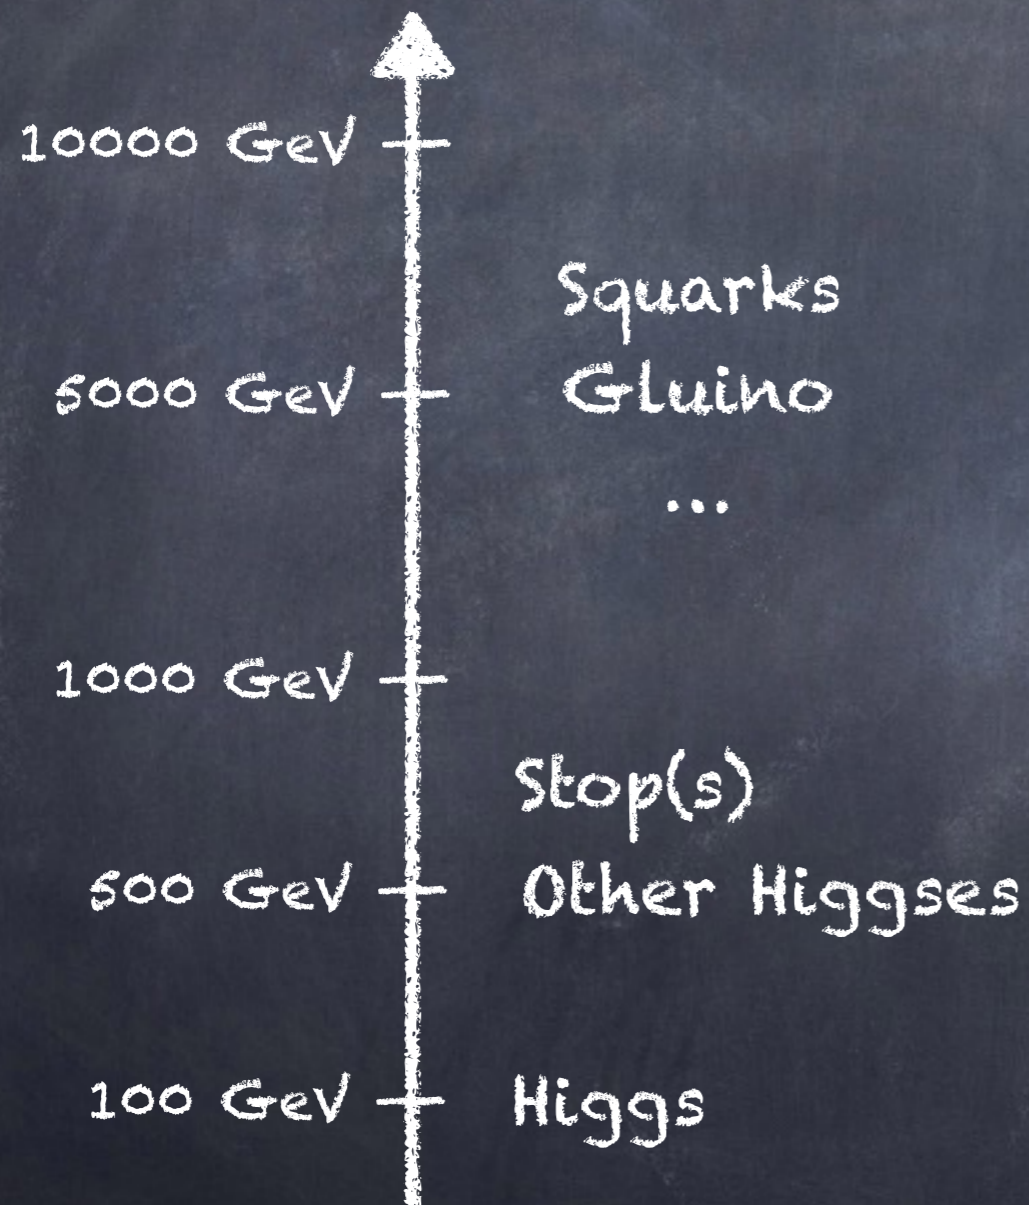 10000 GeV
Squarks
5000 GeV
Gluino
...
1000 GeV
Stop(s)
500 GeV
Other Higgses
100 GeV
Higgs